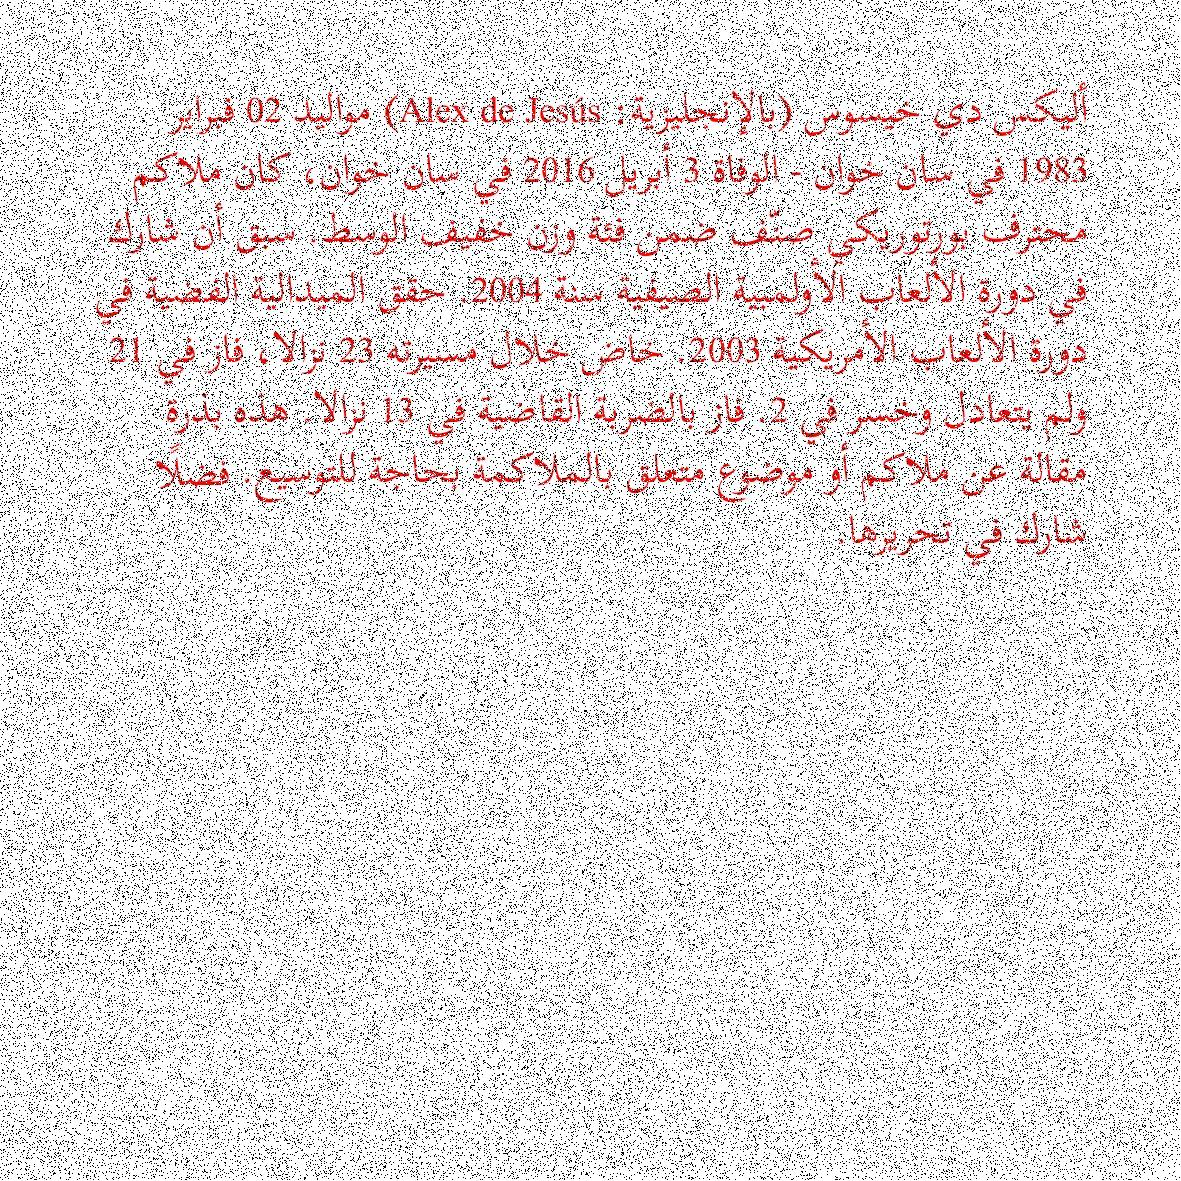 أليكس دي خيسوس (بالإنجليزية: Alex de Jesús) مواليد 02 فبراير
1983 في سان خوان - الوفاة 3 أبريل 2016 في سان خوان، كان ملاكم
محترف بورتوريكي صنّف ضمن فئة وزن خفيف الوسط. سبق أن شارك
في دورة الألعاب الأولمبية الصيفية سنة 2004. حقق الميدالية الفضية في
دورة الألعاب الأمريكية 2003. خاض خلال مسيرته 23 نزالا، فاز في 21
ولم يتعادل وخسر في 2. فاز بالضربة القاضية في 13 نزالا. هذه بذرة
مقالة عن ملاكم أو موضوع متعلق بالملاكمة بحاجة للتوسيع. فضلًا
شارك في تحريرها.